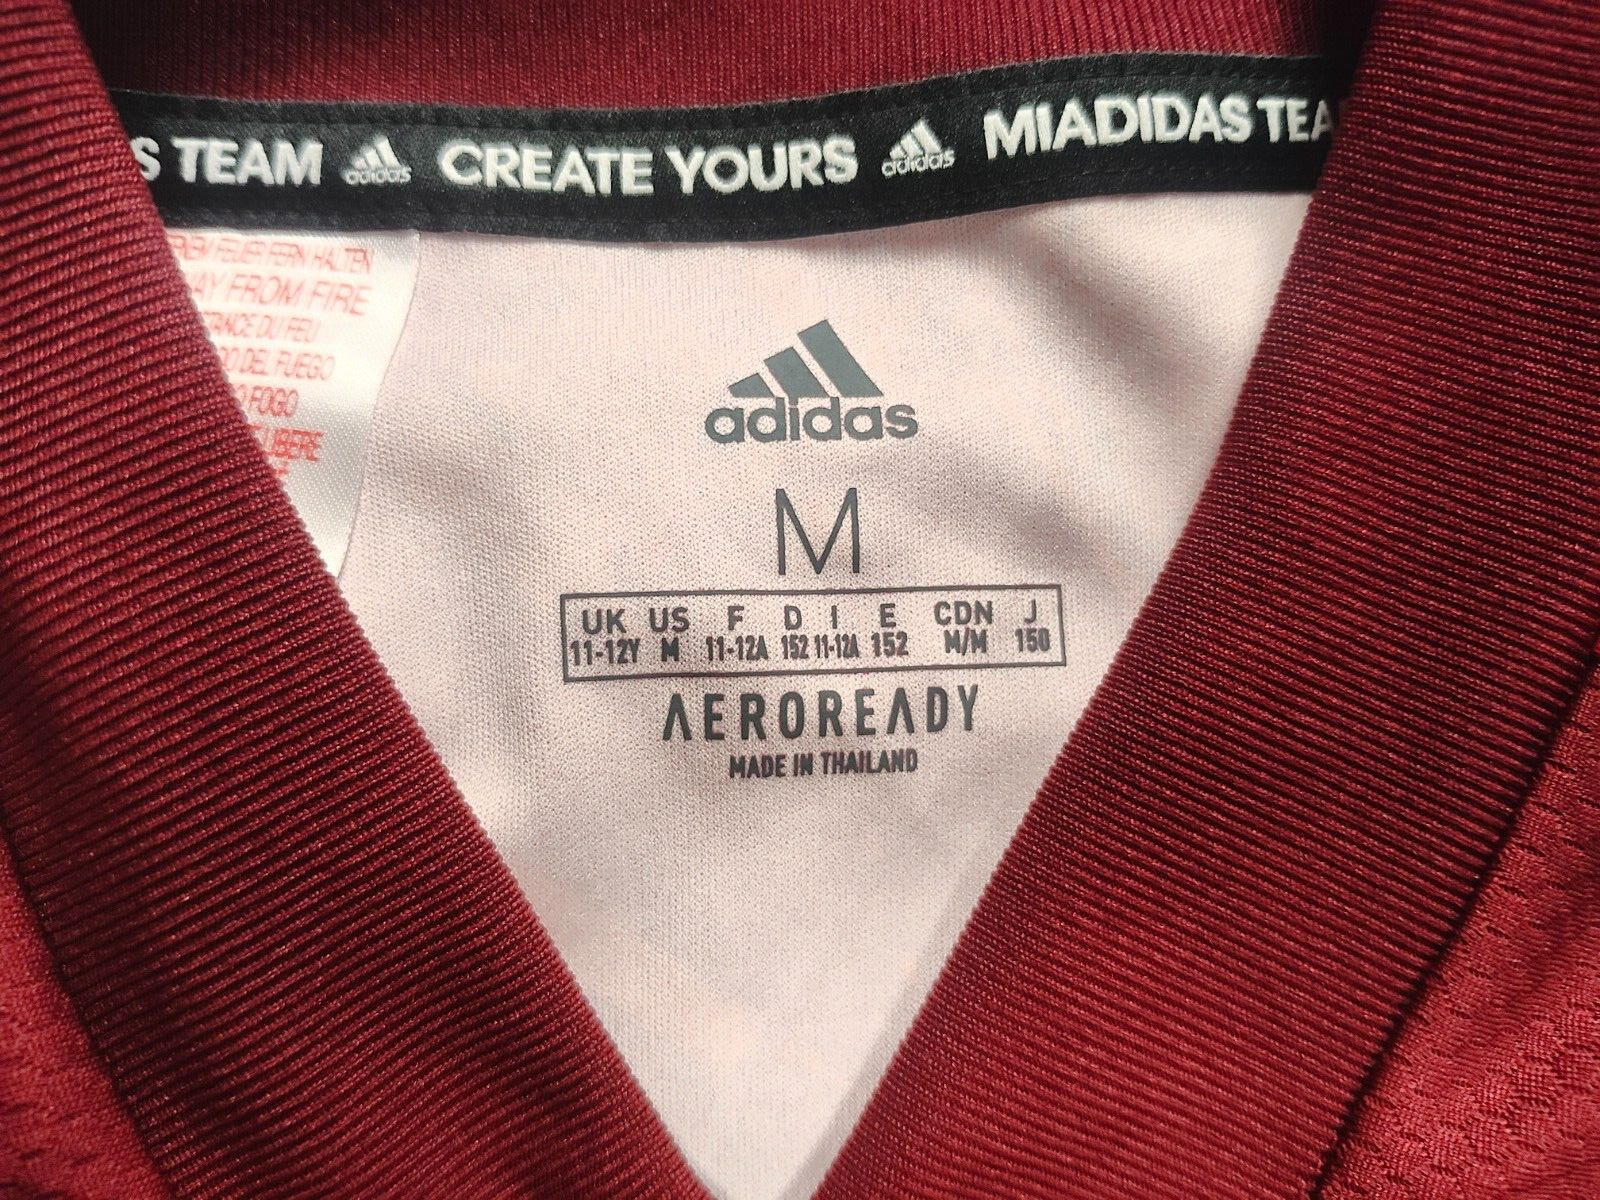 S TEAM adidas CREATE YOURS adidas MIADIDAS TEA
FEUER FERN HALTEN
AY FROM FIRE
TANCE DU FEU
DEL FUEGO
FOGO
adidas
M
UK US F D I E CDN J
11-12Y M 11-12A 152 11-12A 152 M/M 150
AEROREADY
MADE IN THAILAND